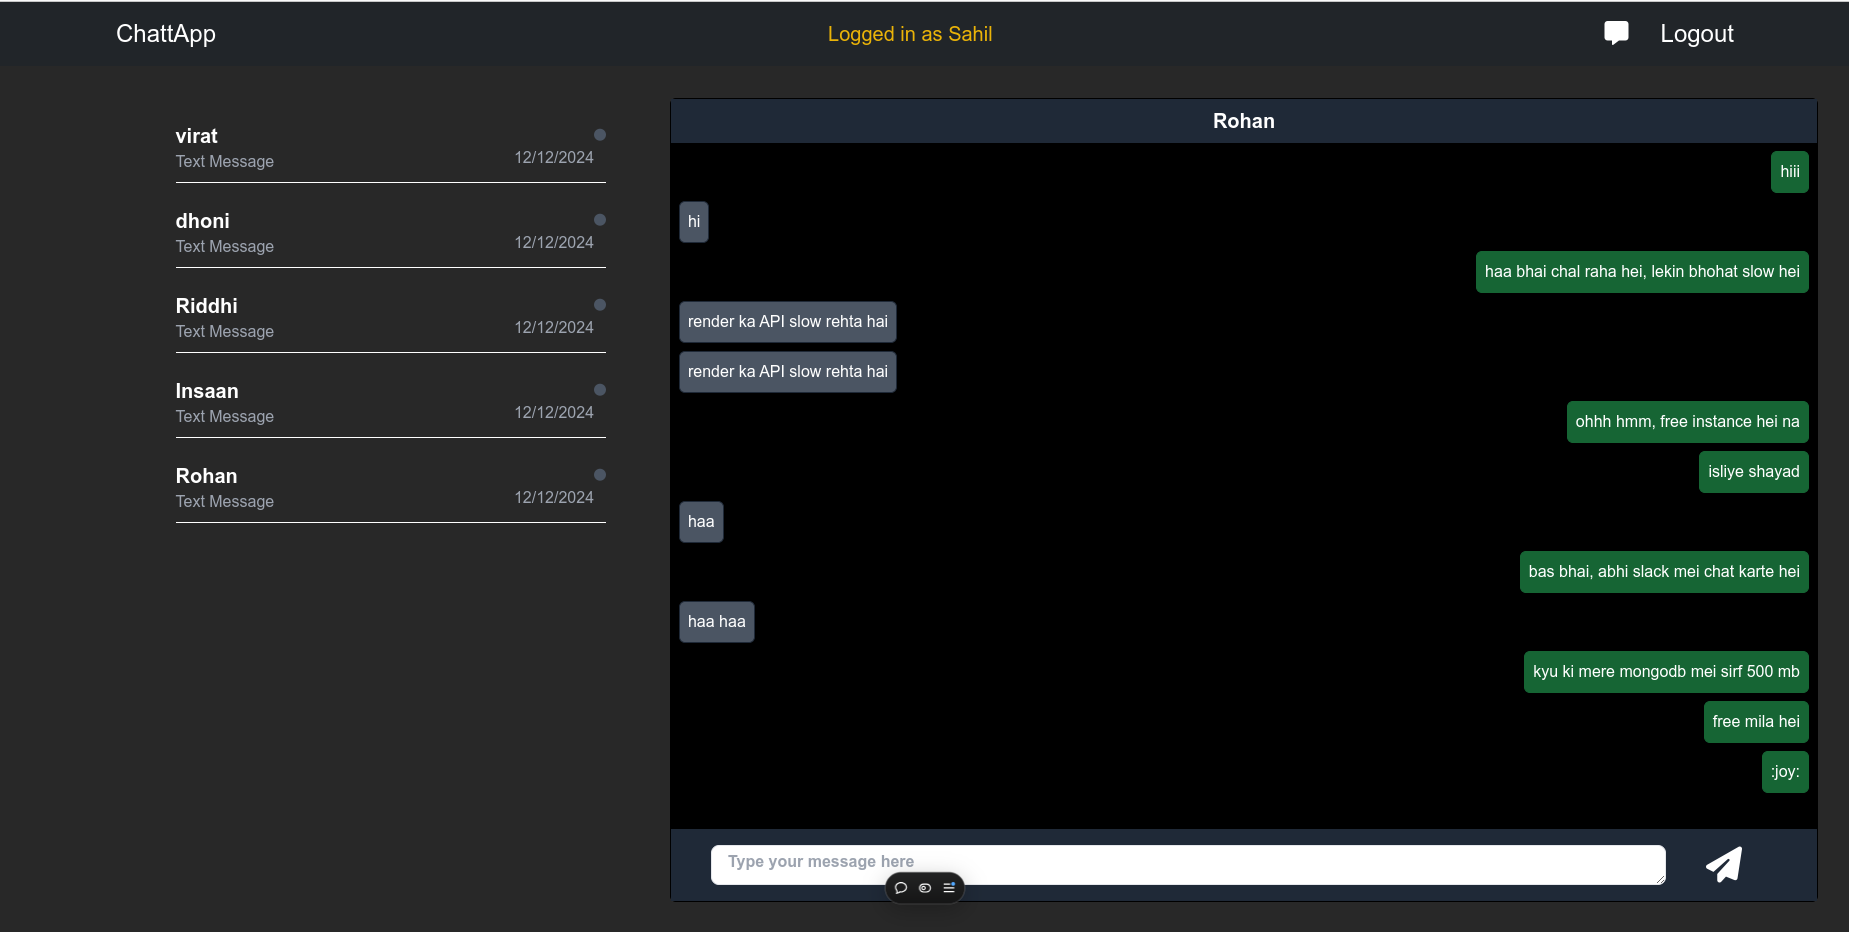 ChattApp
Logged in as Sahil
Logout
virat
Text Message
12/12/2024
dhoni
Text Message
12/12/2024
Riddhi
Text Message
12/12/2024
Insaan
Text Message
12/12/2024
Rohan
Text Message
12/12/2024
Rohan
hiii
hi
haa bhai chal raha hei, lekin bhohat slow hei
render ka API slow rehta hai
render ka API slow rehta hai
ohhh hmm, free instance hei na
isliye shayad
haa
bas bhai, abhi slack mei chat karte hei
haa haa
kyu ki mere mongodb mei sirf 500 mb
free mila hei
:joy:
Type your message here